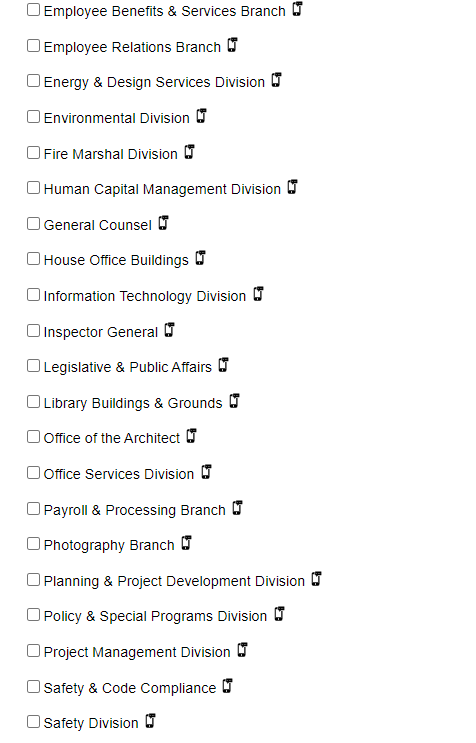 Employee Benefits & Services Branch
Employee Relations Branch
Energy & Design Services Division
Environmental Division
Fire Marshal Division
Human Capital Management Division
General Counsel
House Office Buildings
Information Technology Division
Inspector General
Legislative & Public Affairs
Library Buildings & Grounds
Office of the Architect
Office Services Division
Payroll & Processing Branch
Photography Branch
Planning & Project Development Division
Policy & Special Programs Division
Project Management Division
Safety & Code Compliance
Safety Division